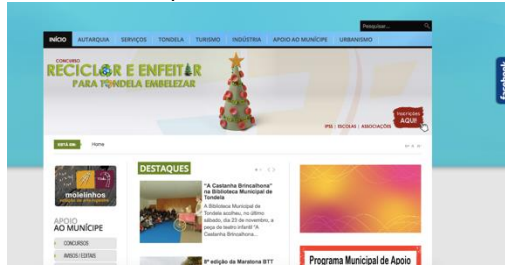 Pesquisar...
INÍCIO AUTARQUIA SERVIÇOS TONDELA TURISMO INDÚSTRIA APOIO AO MUNÍCIPE URBANISMO
CONCURSO
RECICLAR E ENFEITAR
PARA TONDELA EMBELEZAR
INSCRIÇÕES
AQUI!
IPSS | ESCOLAS | ASSOCIAÇÕES
facebook
ESTÁ EM: Home
molelinhos
APOIO
AO MUNÍCIPE
CONCURSOS
AVISOS / EDITAIS
DESTAQUES
"A Castanha Brincalhona"
na Biblioteca Municipal de
Tondela
A Biblioteca Municipal de
Tondela acolheu, no último
sábado, dia 23 de novembro, a
peça de teatro infantil "A
Castanha Brincalhona...
8ª edição da Maratona BTT
Programa Municipal de Apoio